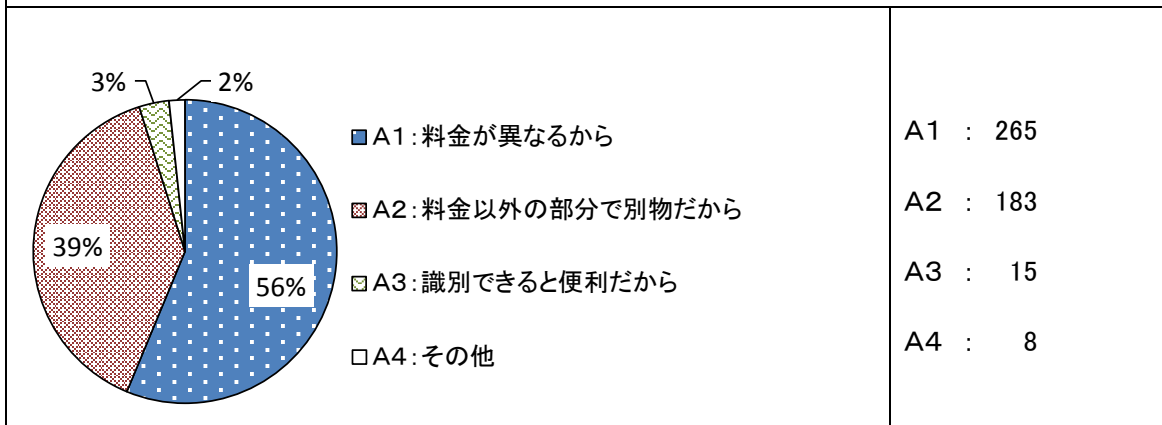 3%
2%
39%
56%
A1:料金が異なるから
A2:料金以外の部分で別物だから
A3:識別できると便利だから
A4:その他
A1 : 265
A2 : 183
A3 : 15
A4 : 8